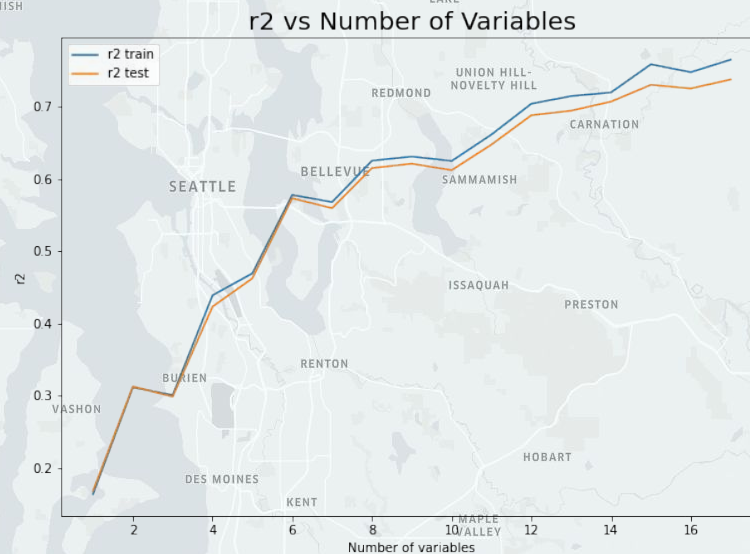 ISH
r2 vs Number of Variables
r2 train
r2 test
UNION HILL-
NOVELTY HILL
REDMOND
0.7
CARNATION
BELLEVUE
0.6
SEATTLE
SAMMAMISH
0.5
r2
ISSAQUAH
PRESTON
0.4
RENTON
BURIEN
0.3
VASHON
HOBART
0.2
DES MOINES
KENT
MAPLE
VALLEY
2 4 6 8 10 12 14 16
Number of variables